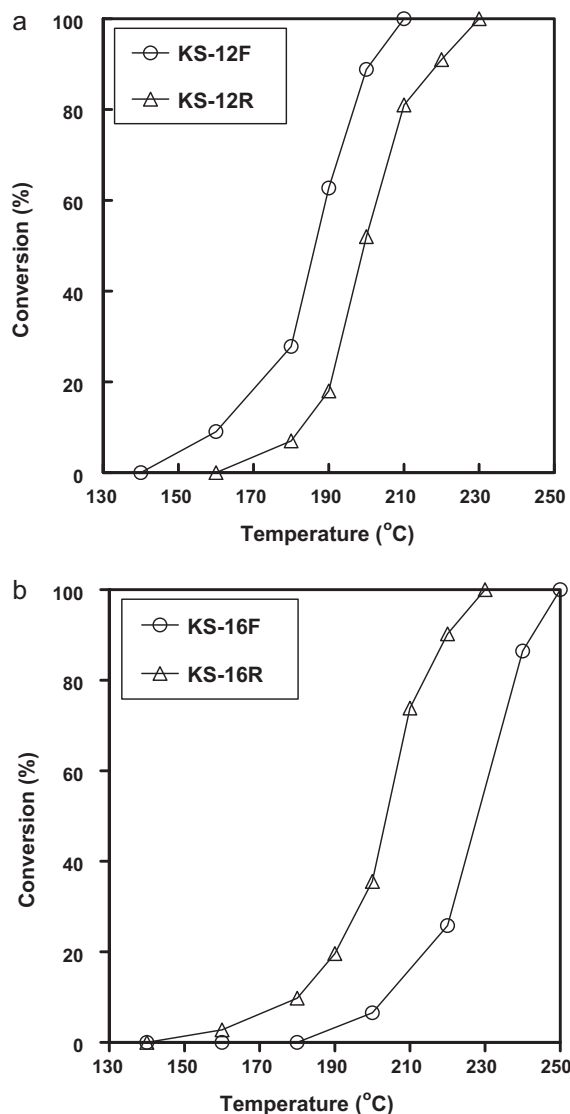 a
KS-12F
KS-12R
100
80
60
40
20
0
Conversion (%)
130 150 170 190 210 230 250
Temperature (°C)
b
KS-16F
KS-16R
100
80
60
40
20
0
Conversion (%)
130 150 170 190 210 230 250
Temperature (°C)